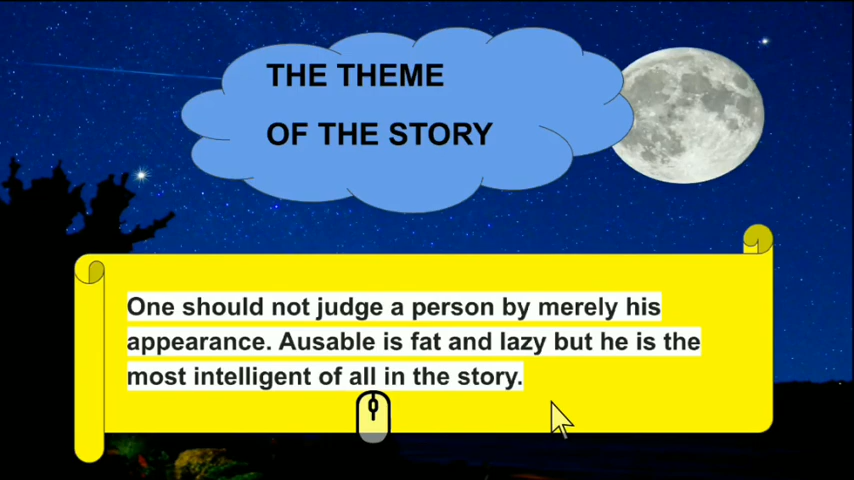 THE THEME
OF THE STORY
One should not judge a person by merely his
appearance. Ausable is fat and lazy but he is the
most intelligent of all in the story.